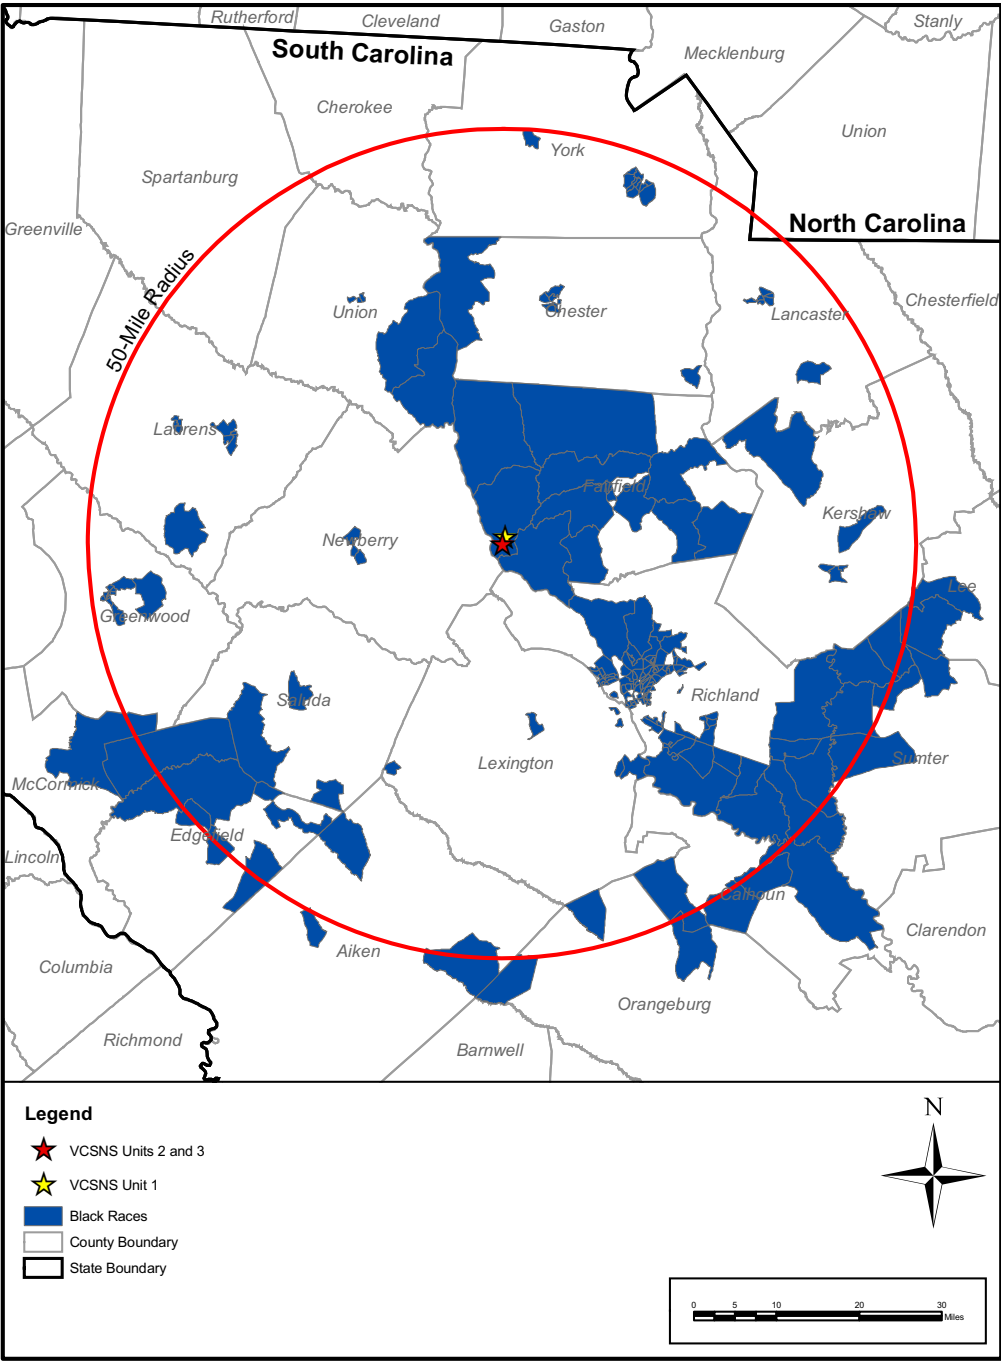 Rutherford
Cleveland
Gaston
Stanly
South Carolina
Mecklenburg
Cherokee
Union
York
Spartanburg
North Carolina
Greenville
50-Mile Radius
Union
Chester
Lancaster
Chesterfield
Laurens
Fairfield
Kershaw
Newberry
Lee
Greenwood
Saluda
Richland
Lexington
Sumter
McCormick
Edgefield
Lincoln
Calhoun
Clarendon
Aiken
Columbia
Orangeburg
Richmond
Barnwell
Legend
VCSNS Units 2 and 3
VCSNS Unit 1
Black Races
County Boundary
State Boundary
N
0 5 10 20 30
Miles